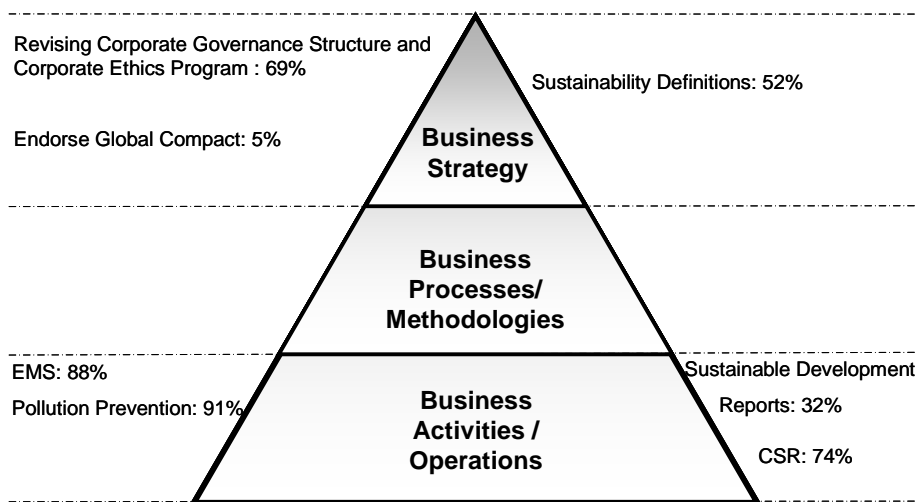 Revising Corporate Governance Structure and
Corporate Ethics Program : 69%
Sustainability Definitions: 52%
Endorse Global Compact: 5%
Business
Strategy
Business
Processes/
Methodologies
EMS: 88%
Pollution Prevention: 91%
Business
Activities /
Operations
Sustainable Development
Reports: 32%
CSR: 74%